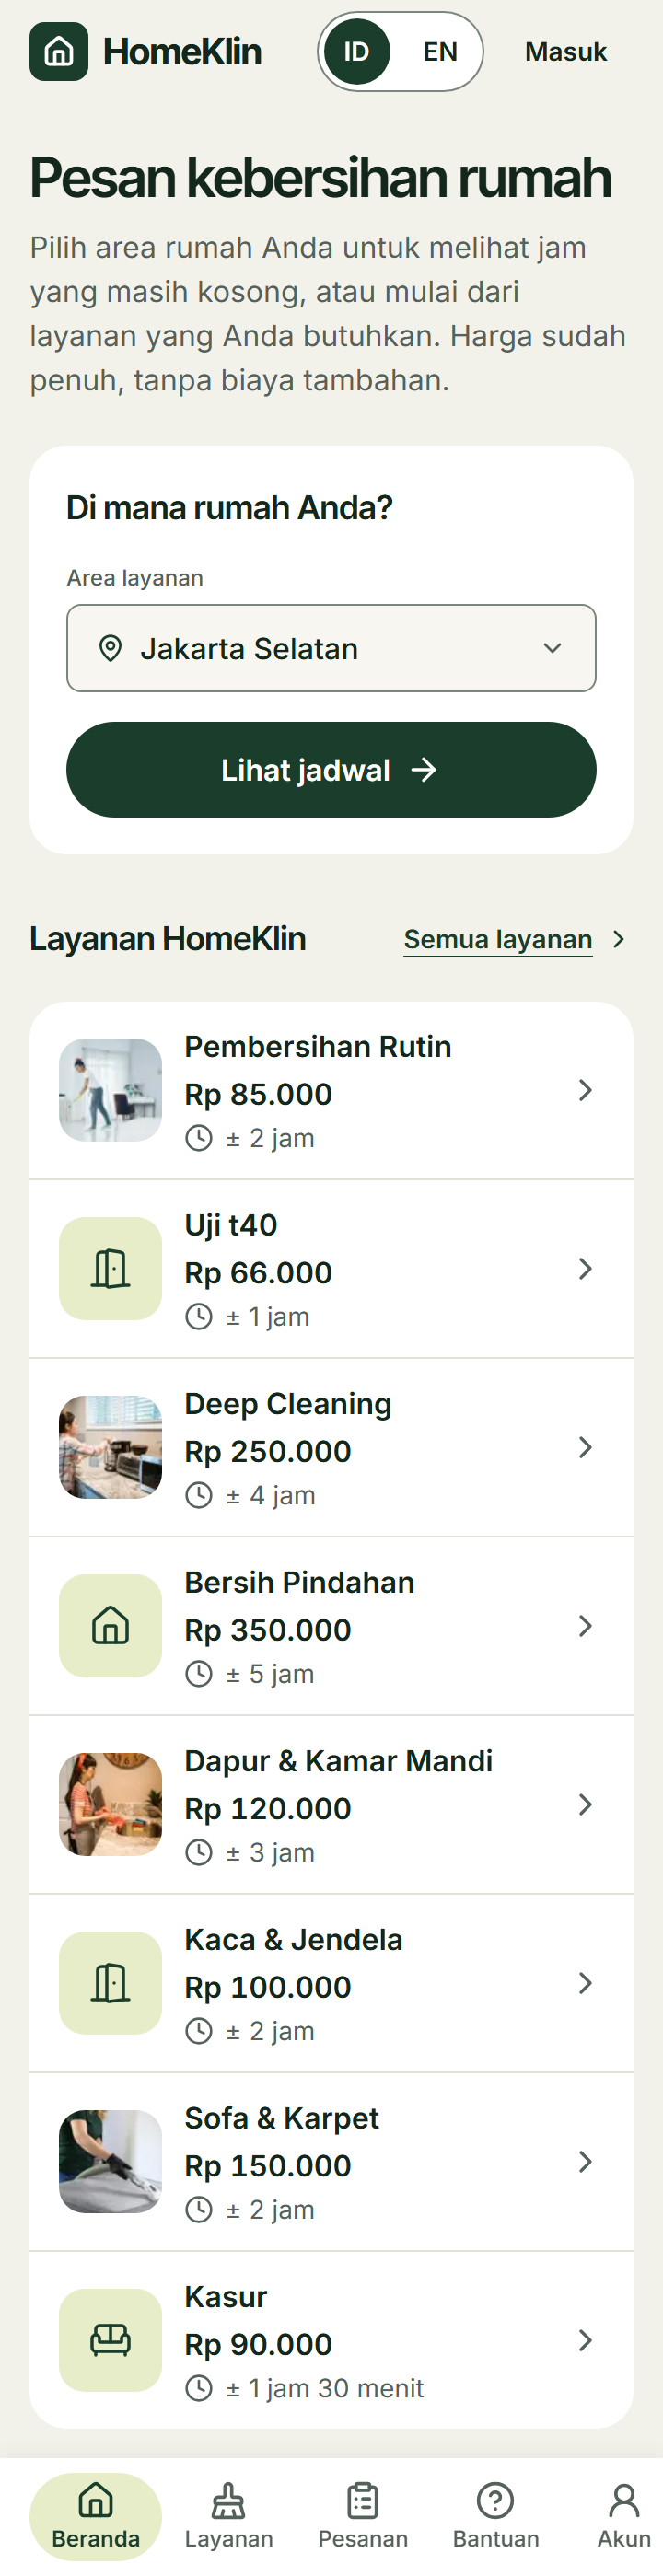 HomeKlin
ID
EN
Masuk
Pesan kebersihan rumah
Pilih area rumah Anda untuk melihat jam
yang masih kosong, atau mulai dari
layanan yang Anda butuhkan. Harga sudah
penuh, tanpa biaya tambahan.
Di mana rumah Anda?
Area layanan
Jakarta Selatan
Lihat jadwal
Layanan HomeKlin
Semua layanan
Pembersihan Rutin
Rp 85.000
± 2 jam
Uji t40
Rp 66.000
± 1 jam
Deep Cleaning
Rp 250.000
± 4 jam
Bersih Pindahan
Rp 350.000
± 5 jam
Dapur & Kamar Mandi
Rp 120.000
± 3 jam
Kaca & Jendela
Rp 100.000
± 2 jam
Sofa & Karpet
Rp 150.000
± 2 jam
Kasur
Rp 90.000
± 1 jam 30 menit
Beranda
Layanan
Pesanan
Bantuan
Akun